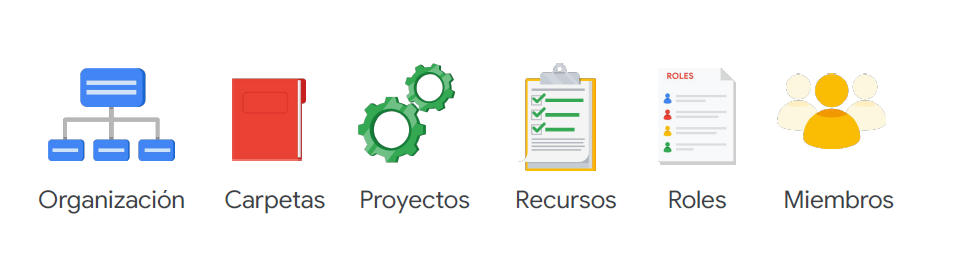 ROLES
Organización
Carpetas
Proyectos
Recursos
Roles
Miembros